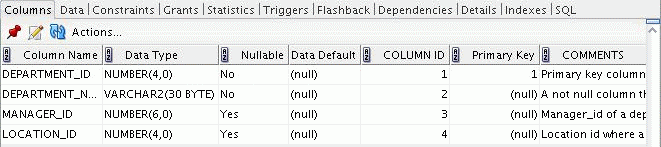 Columns Data Constraints Grants Statistics Triggers Flashback Dependencies Details Indexes SQL
Actions...
Column Name Data Type Nullable Data Default COLUMN ID Primary Key COMMENTS
DEPARTMENT_ID NUMBER(4,0) No (null) 1 1 Primary key column
DEPARTMENT_N... VARCHAR2(30 BYTE) No (null) 2 (null) A not null column th
MANAGER_ID NUMBER(6,0) Yes (null) 3 (null) Manager_id of a dep
LOCATION_ID NUMBER(4,0) Yes (null) 4 (null) Location id where a